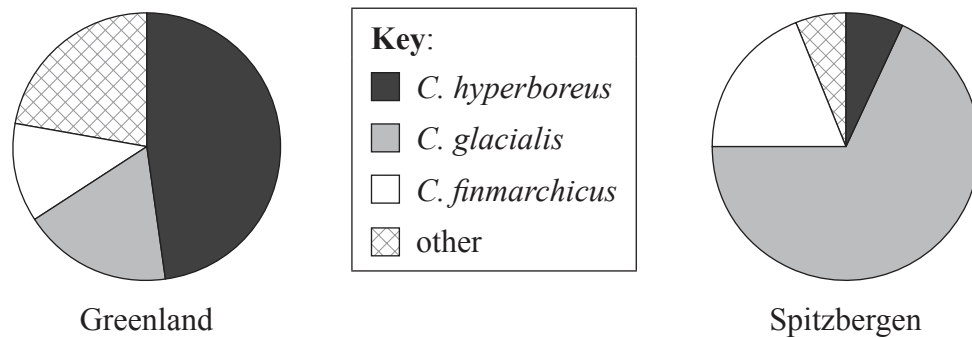 Key:
C. hyperboreus
C. glacialis
C. finmarchicus
other
Greenland
Spitzbergen